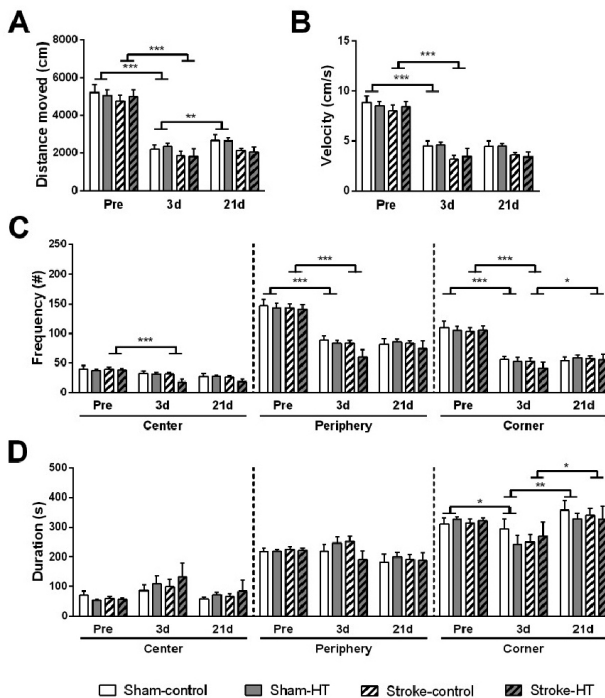 A
Distance moved (cm)
8000
6000
4000
2000
0
***
***
**
Pre 3d 21d
B
Velocity (cm/s)
15
10
5
0
***
***
Pre 3d 21d
C
Frequency (#)
250
200
150
100
50
0
***
***
***
***
***
*
Pre 3d 21d Pre 3d 21d Pre 3d 21d
Center Periphery Corner
D
Duration (s)
500
400
300
200
100
0
*
**
*
Pre 3d 21d Pre 3d 21d Pre 3d 21d
Center Periphery Corner
Sham-control Sham-HT Stroke-control Stroke-HT